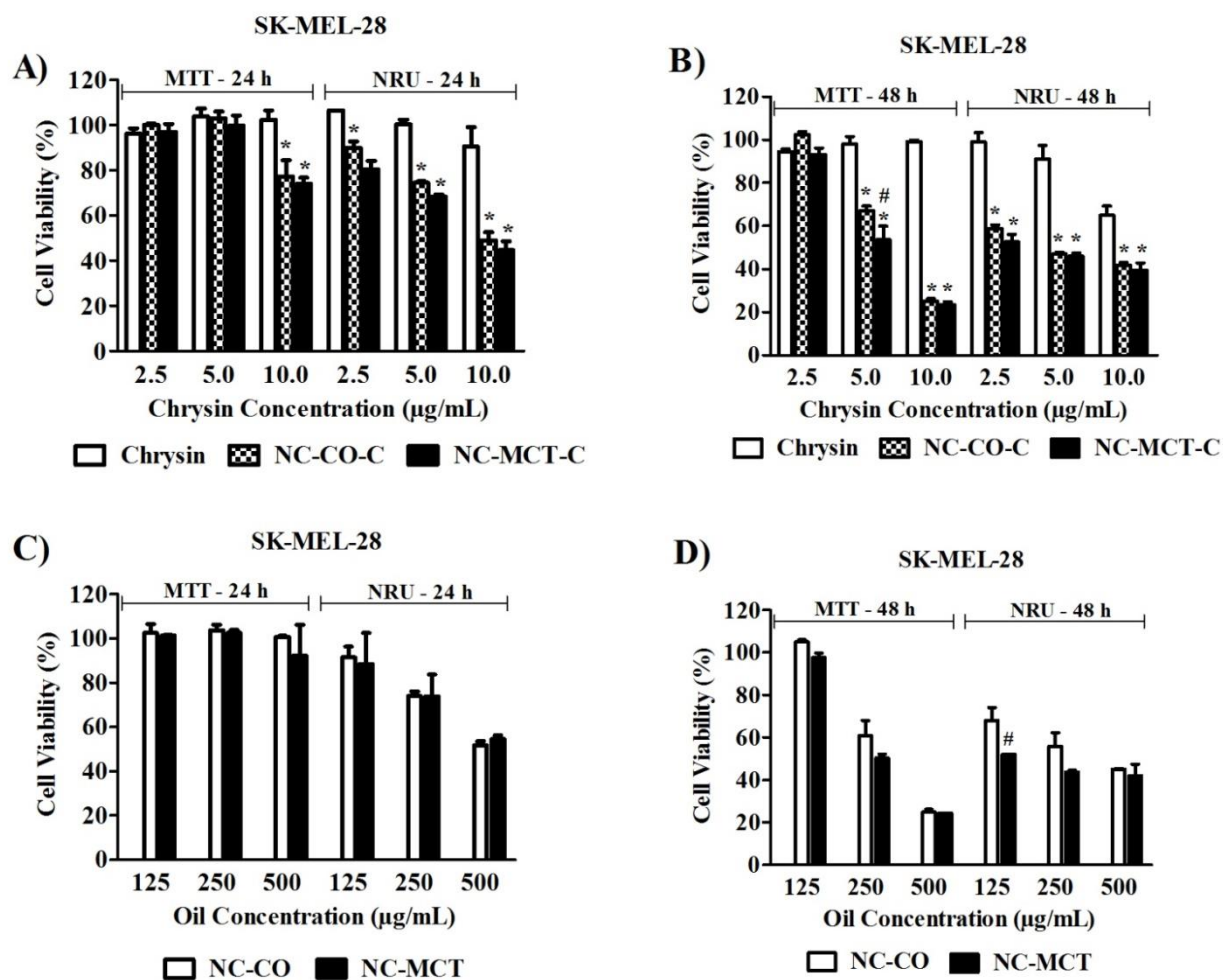 A)
SK-MEL-28
MTT - 24 h
NRU - 24 h
Cell Viability (%)
120
100
80
60
40
20
0
* * * * * * *
2.5 5.0 10.0 2.5 5.0 10.0
Chrysin Concentration (µg/mL)
Chrysin NC-CO-C NC-MCT-C
B)
SK-MEL-28
MTT - 48 h
NRU - 48 h
Cell Viability (%)
120
100
80
60
40
20
0
#
* * * * * * * * * *
2.5 5.0 10.0 2.5 5.0 10.0
Chrysin Concentration (µg/mL)
Chrysin NC-CO-C NC-MCT-C
C)
SK-MEL-28
MTT - 24 h
NRU - 24 h
Cell Viability (%)
120
100
80
60
40
20
0
125 250 500 125 250 500
Oil Concentration (µg/mL)
NC-CO NC-MCT
D)
SK-MEL-28
MTT - 48 h
NRU - 48 h
Cell Viability (%)
120
100
80
60
40
20
0
#
125 250 500 125 250 500
Oil Concentration (µg/mL)
NC-CO NC-MCT